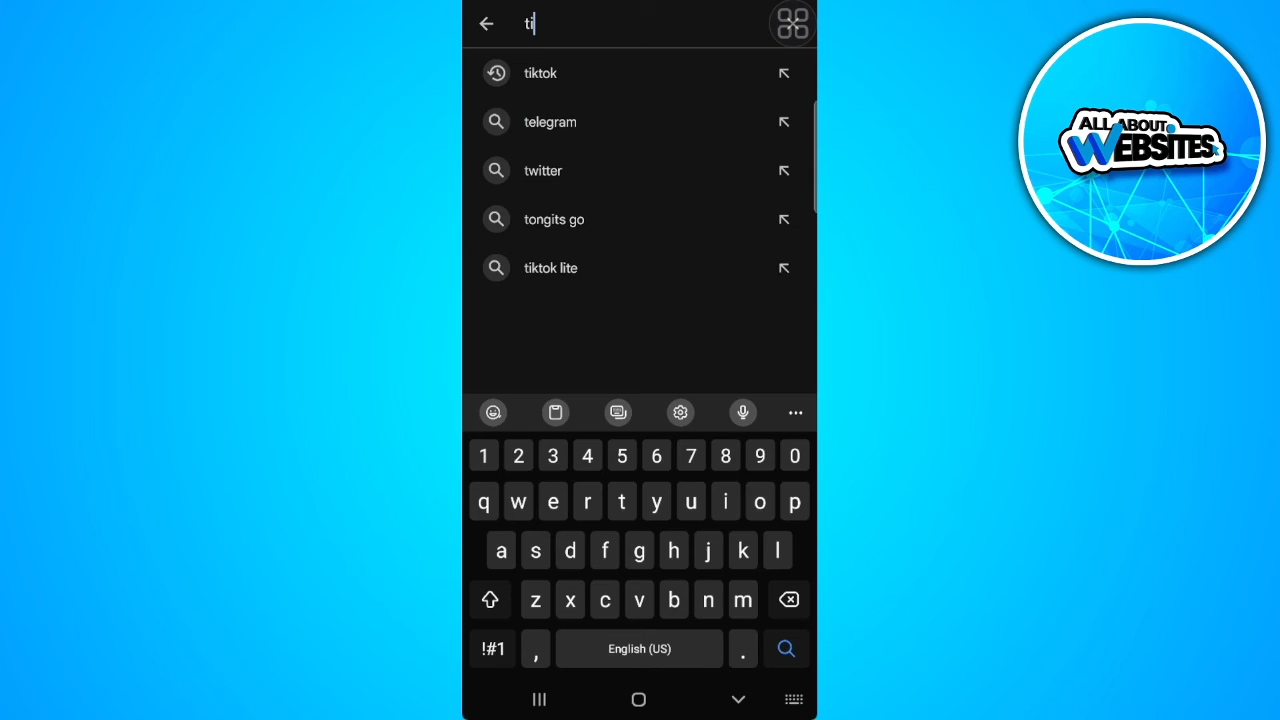 ti
tiktok
telegram
twitter
tongits go
tiktok lite
1 2 3 4 5 6 7 8 9 0
q w e r t y u i o p
a s d f g h j k l
z x c v b n m
!#1 , English (US) .
ALL ABOUT
WEBSITES